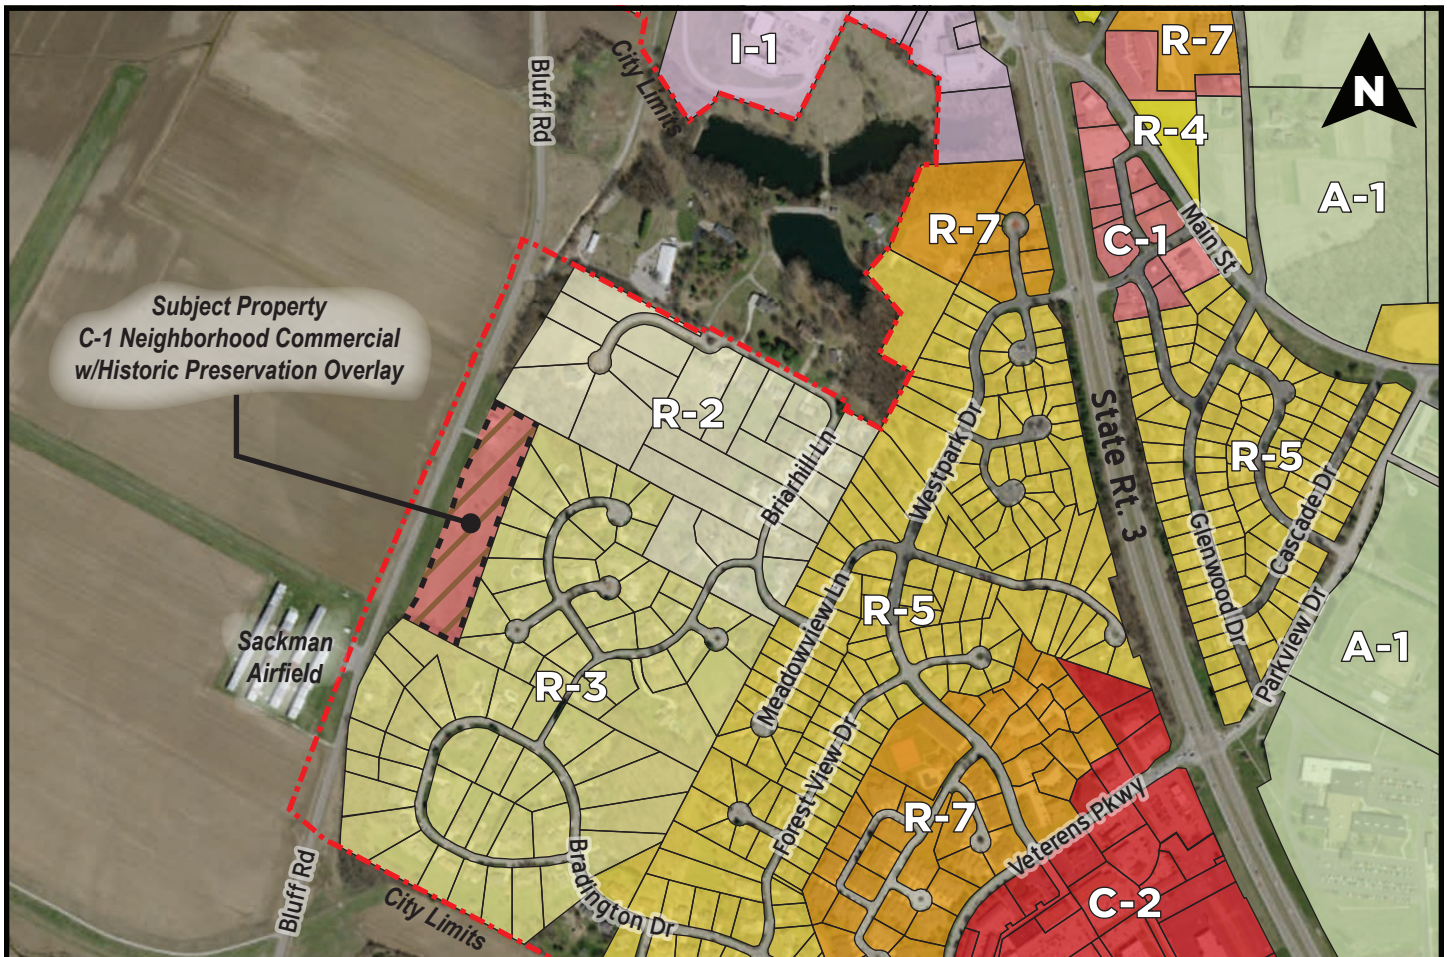 I-1
R-7
N
City Limits
Bluff Rd
R-4
A-1
Main St
R-7
C-1
Subject Property
C-1 Neighborhood Commercial
w/Historic Preservation Overlay
R-2
State Rt. 3
Westpark Dr
Briarhill Ln
R-5
Cascade Dr
Glenwood Dr
Meadowview Ln
R-5
Parkview Dr
A-1
Sackman
Airfield
R-3
Forest View Dr
R-7
Veterens Pkwy
Bradington Dr
Bluff Rd
City Limits
C-2